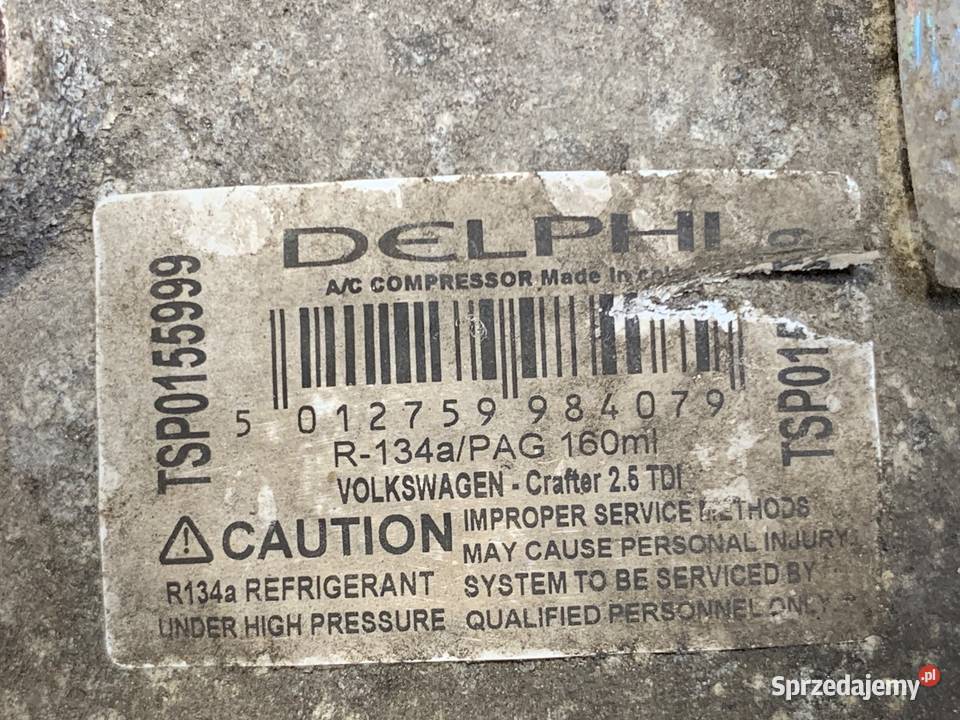 DELPHI
A/C COMPRESSOR Made In
TSP0155999
5 012759 984079
R-134a/PAG 160ml
VOLKSWAGEN - Crafter 2.5 TDI
CAUTION
R134a REFRIGERANT
UNDER HIGH PRESSURE
IMPROPER SERVICE METHODS
MAY CAUSE PERSONAL INJURY
SYSTEM TO BE SERVICED BY
QUALIFIED PERSONNEL ONLY
Sprzedajemy.pl